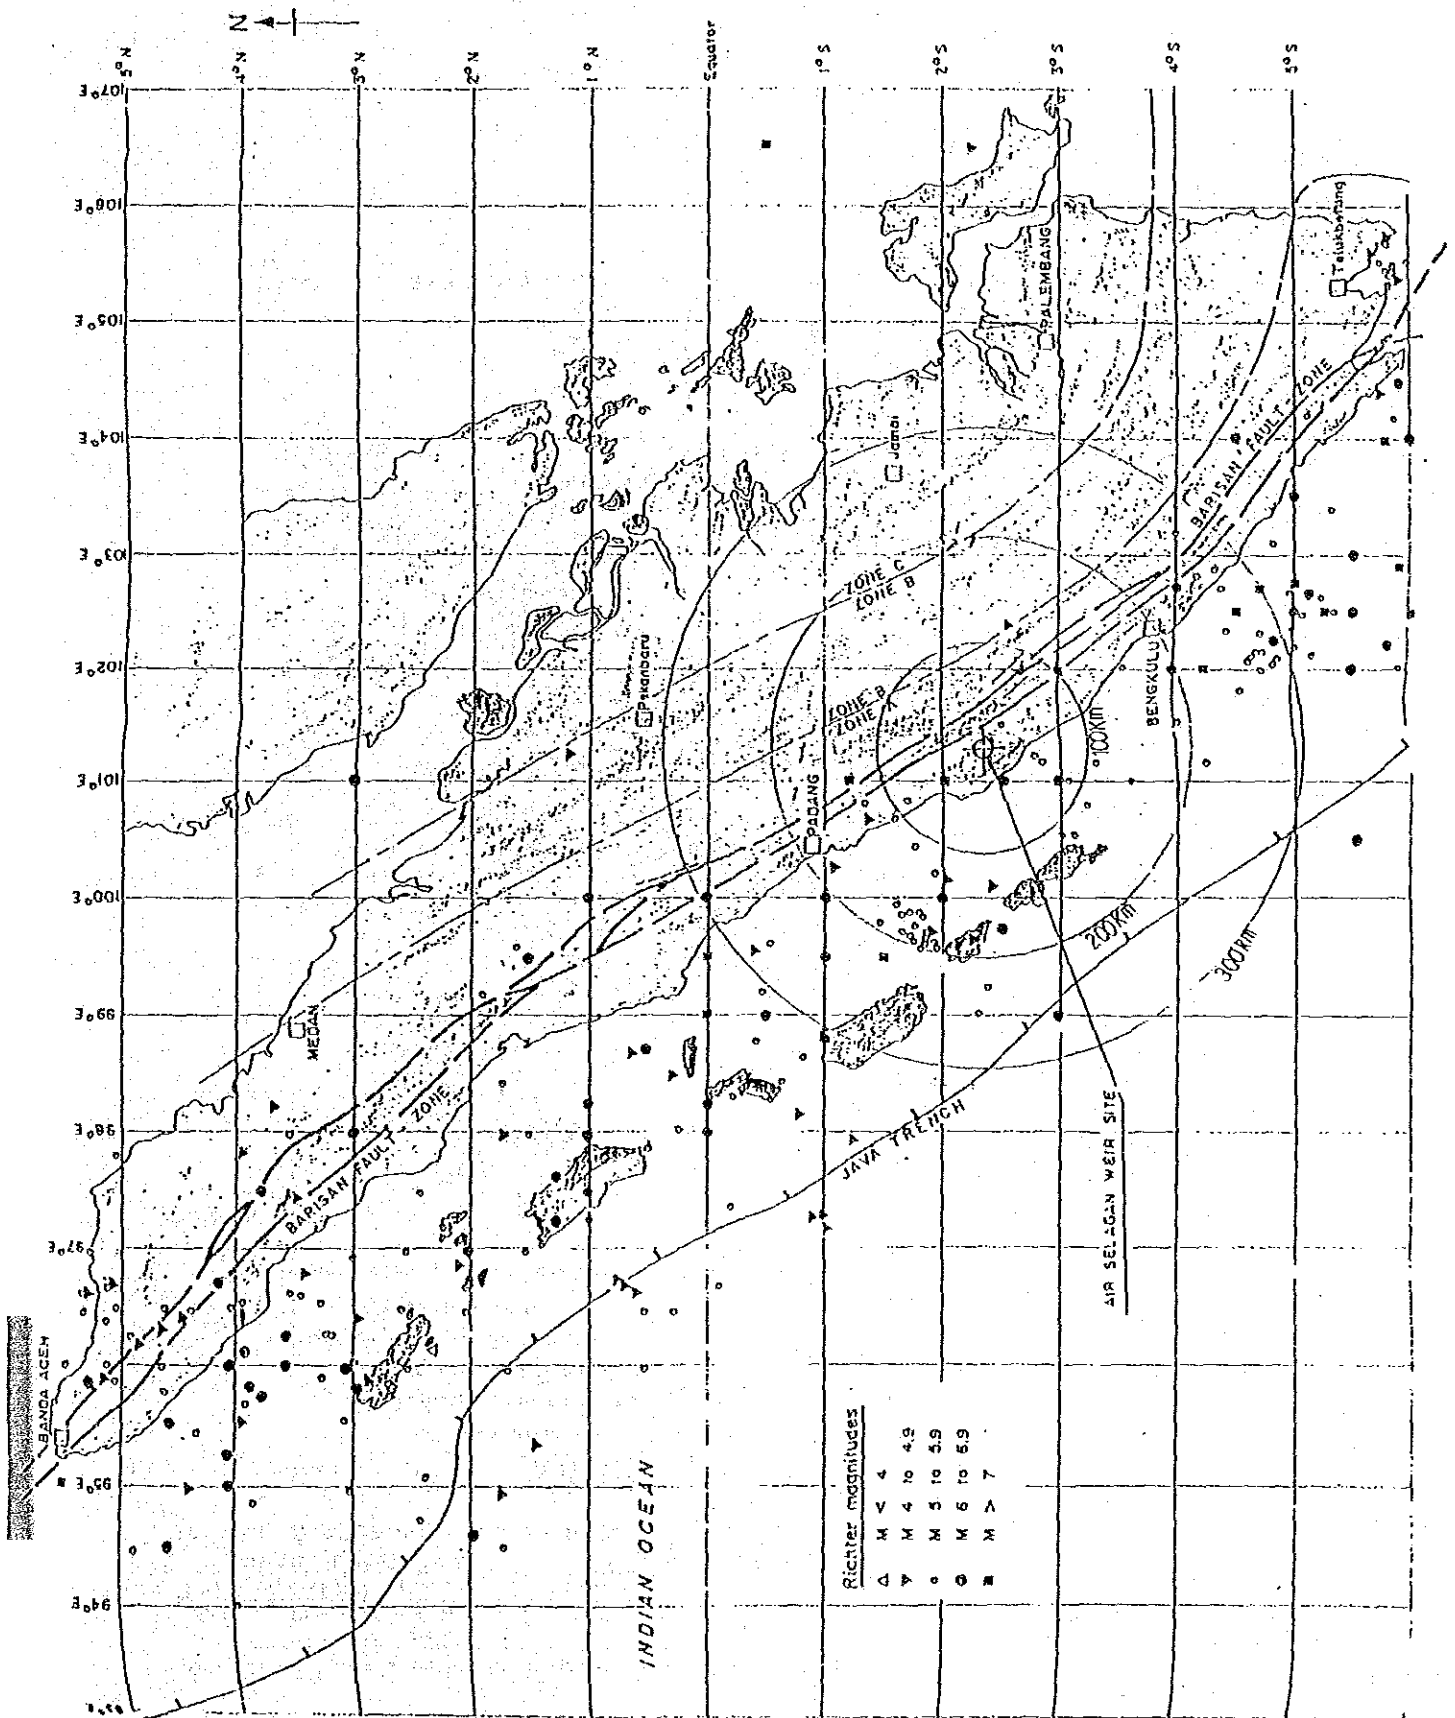 N
5° N
4° N
3° N
2° N
1° N
Equator
1° S
2° S
3° S
4° S
5° S
107°E
106°E
105°E
104°E
103°E
102°E
101°E
100°E
99°E
98°E
97°E
95°E
94°E
BANDA ACEH
MEDAN
Pekanbaru
PADANG
Jambi
PALEMBANG
BENGKULU
Telukbetung
BARISAN FAULT ZONE
BARISAN FAULT ZONE
ZONE C
ZONE B
ZONE B
ZONE A
100Km
200Km
300Km
JAVA TRENCH
AIR SELAGAN WEIR SITE
INDIAN OCEAN
Richter magnitudes
M < 4
M 4 to 4.9
M 5 to 5.9
M 6 to 6.9
M > 7